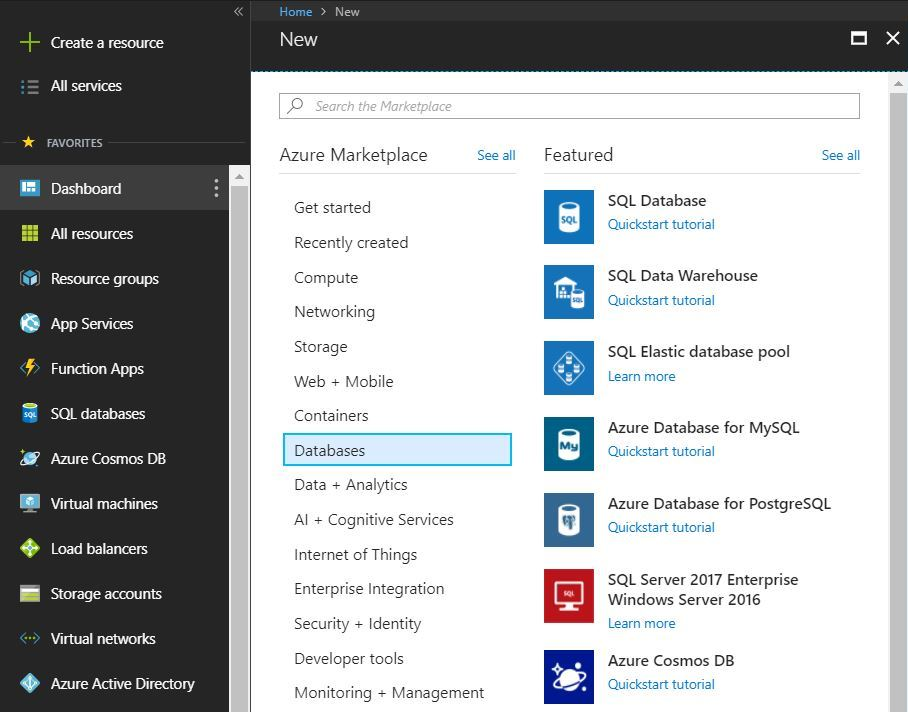 Create a resource
All services
FAVORITES
Dashboard
All resources
Resource groups
App Services
Function Apps
SQL
SQL databases
Azure Cosmos DB
Virtual machines
Load balancers
Storage accounts
Virtual networks
Azure Active Directory
Home > New
New
Search the Marketplace
Azure Marketplace
See all
Get started
Recently created
Compute
Networking
Storage
Web + Mobile
Containers
Databases
Data + Analytics
AI + Cognitive Services
Internet of Things
Enterprise Integration
Security + Identity
Developer tools
Monitoring + Management
Featured
See all
SQL
SQL Database
Quickstart tutorial
SQL
SQL Data Warehouse
Quickstart tutorial
SQL Elastic database pool
Learn more
My
Azure Database for MySQL
Quickstart tutorial
Azure Database for PostgreSQL
Quickstart tutorial
SQL
SQL Server 2017 Enterprise
Windows Server 2016
Learn more
Azure Cosmos DB
Quickstart tutorial